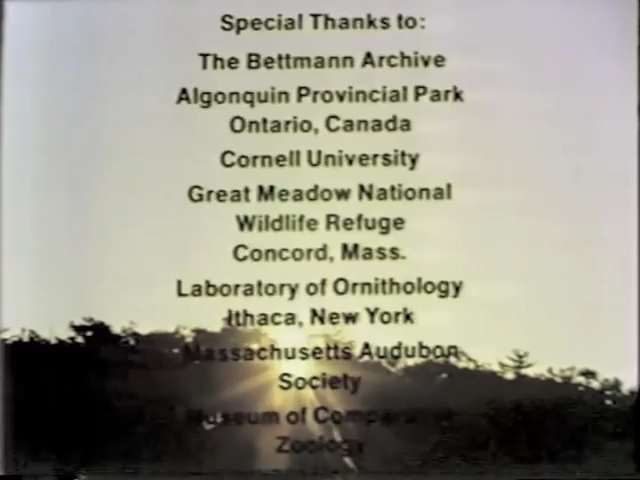 Special Thanks to:
The Bettmann Archive
Algonquin Provincial Park
Ontario, Canada
Cornell University
Great Meadow National
Wildlife Refuge
Concord, Mass.
Laboratory of Ornithology
Ithaca, New York
Massachusetts Audubon
Society
Museum of Comparative
Zoology